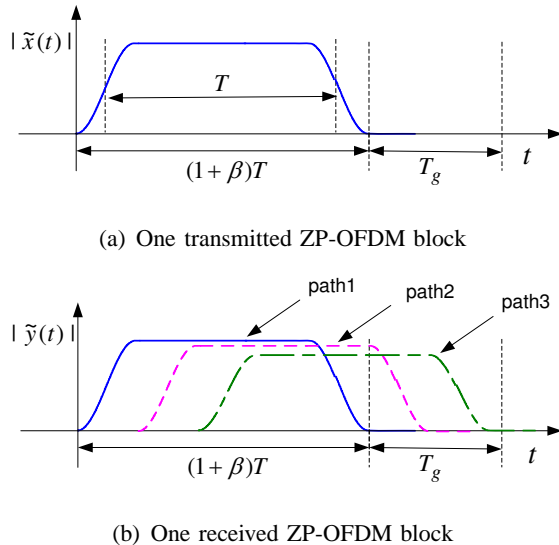 | x̃(t) |
T
(1 + β)T
T_g
t
(a) One transmitted ZP-OFDM block
path1
path2
path3
| ỹ(t) |
(1 + β)T
T_g
t
(b) One received ZP-OFDM block